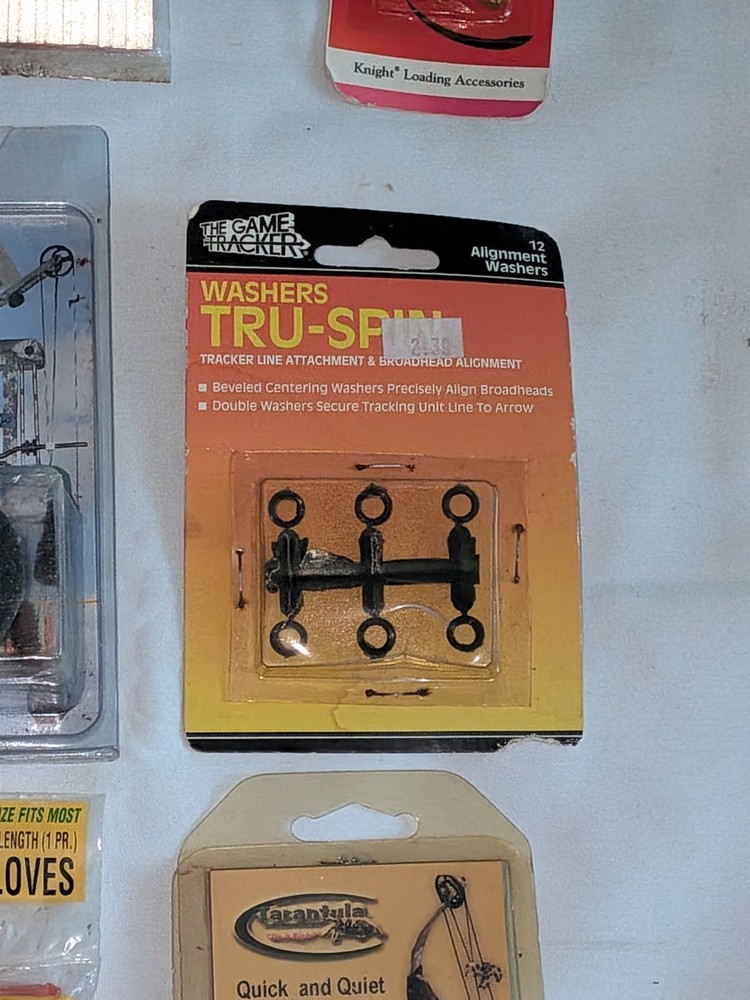 Knight® Loading Accessories
THE GAME
TRACKER
12
Alignment
Washers
WASHERS
TRU-SPIN
2.39
TRACKER LINE ATTACHMENT & BROADHEAD ALIGNMENT
Beveled Centering Washers Precisely Align Broadheads
Double Washers Secure Tracking Unit Line To Arrow
ZE FITS MOST
LENGTH (1 PR.)
LOVES
Tarantula
Quick and Quiet